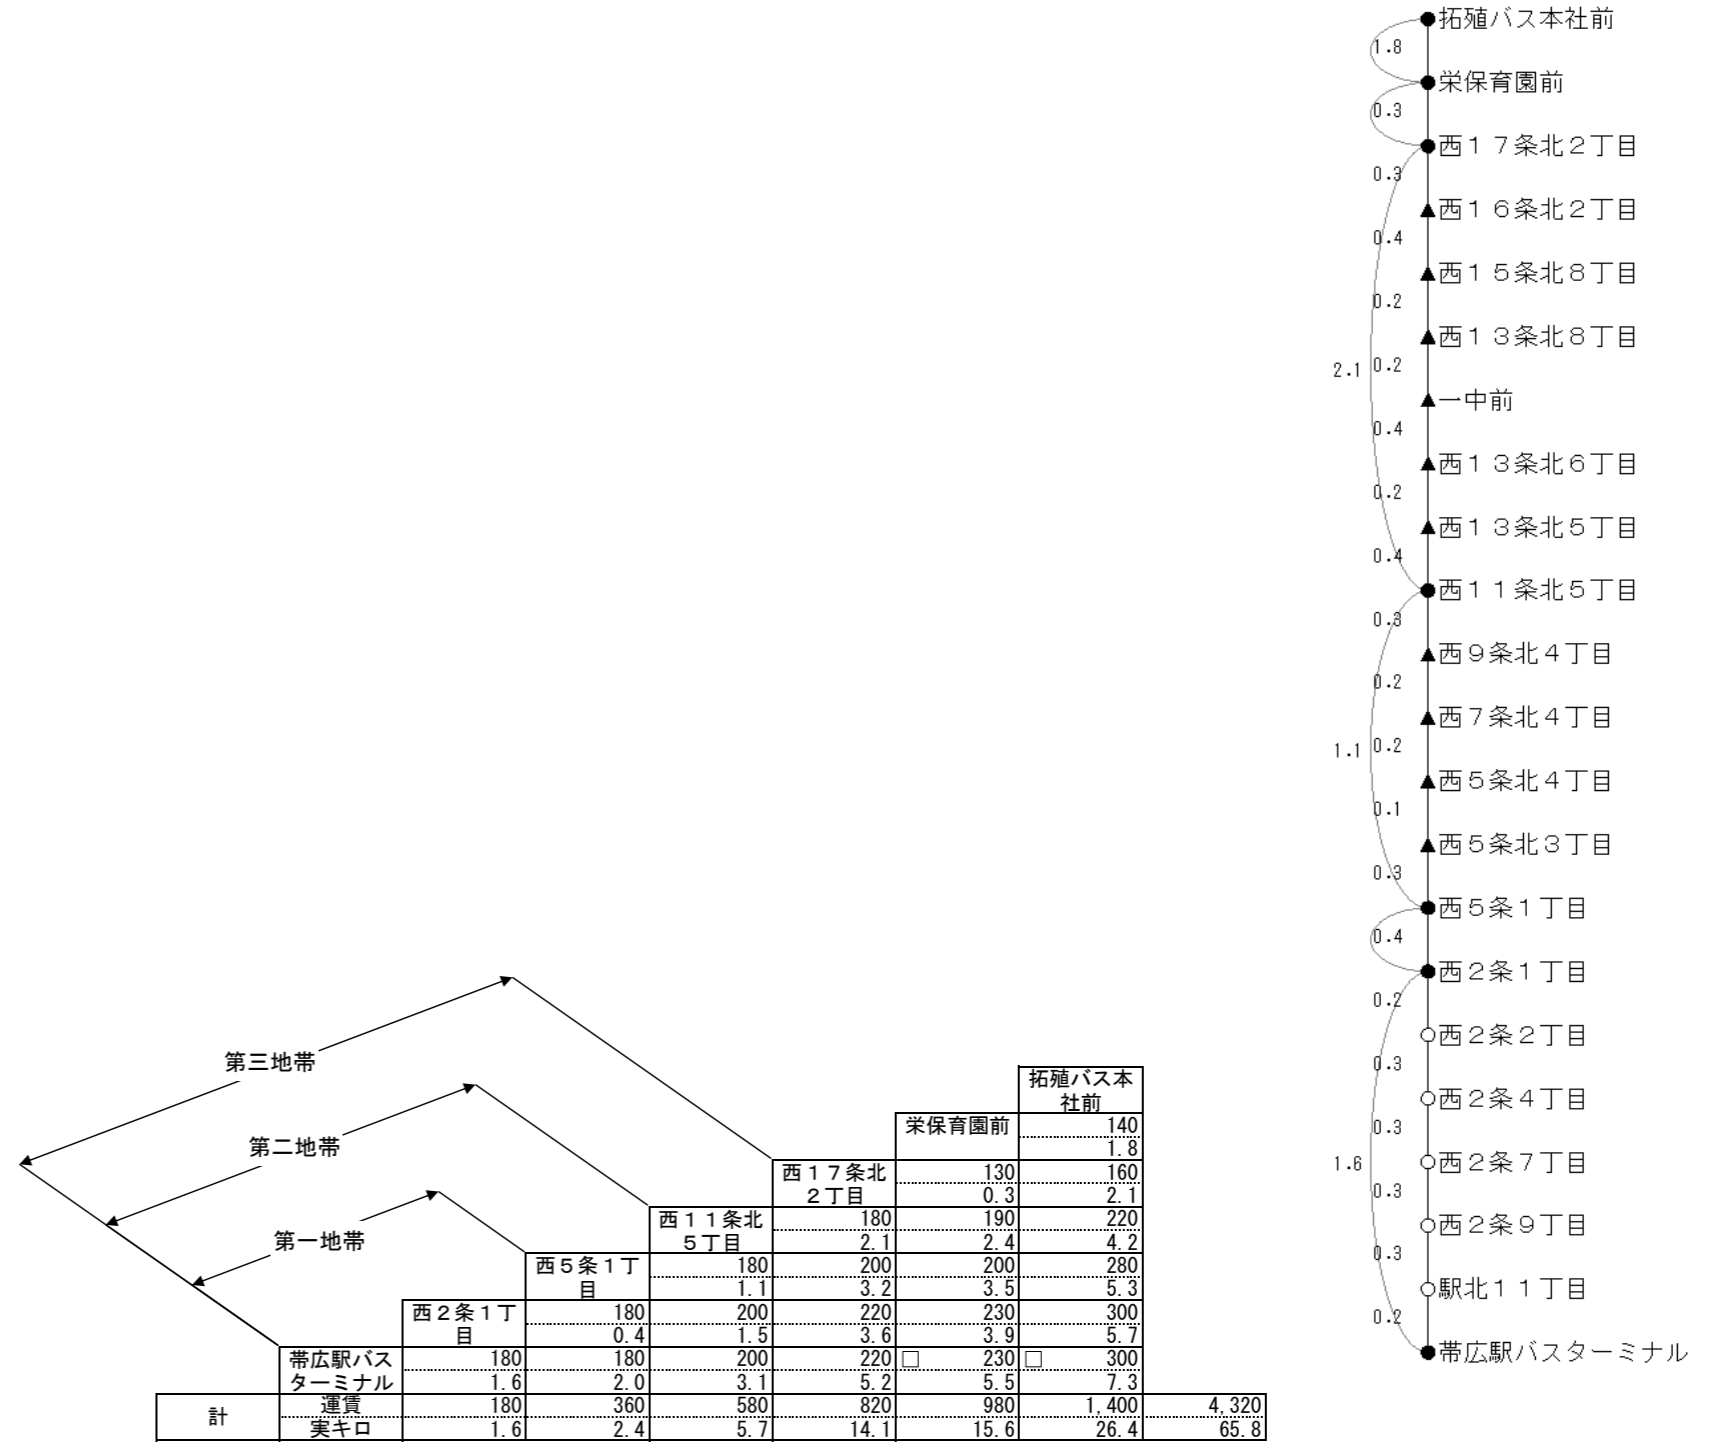 拓殖バス本社前
1.8
栄保育園前
0.3
西１７条北２丁目
0.3
西１６条北２丁目
0.4
西１５条北８丁目
0.2
西１３条北８丁目
2.1 0.2
一中前
0.4
西１３条北６丁目
0.2
西１３条北５丁目
0.4
西１１条北５丁目
0.3
西９条北４丁目
0.2
西７条北４丁目
1.1 0.2
西５条北４丁目
0.1
西５条北３丁目
0.3
西５条１丁目
0.4
西２条１丁目
0.2
西２条２丁目
0.3
西２条４丁目
0.3
1.6 西２条７丁目
0.3
西２条９丁目
0.3
駅北１１丁目
0.2
帯広駅バスターミナル
第三地帯
第二地帯
第一地帯
拓殖バス本
社前
栄保育園前 140
1.8
西１７条北 130 160
２丁目 0.3 2.1
西１１条北 180 190 220
５丁目 2.1 2.4 4.2
西５条１丁 180 200 200 280
目 1.1 3.2 3.5 5.3
西２条１丁 180 200 220 230 300
目 0.4 1.5 3.6 3.9 5.7
帯広駅バス 180 180 200 220 □ 230 □ 300
ターミナル 1.6 2.0 3.1 5.2 5.5 7.3
計 運賃 180 360 580 820 980 1,400 4,320
実キロ 1.6 2.4 5.7 14.1 15.6 26.4 65.8